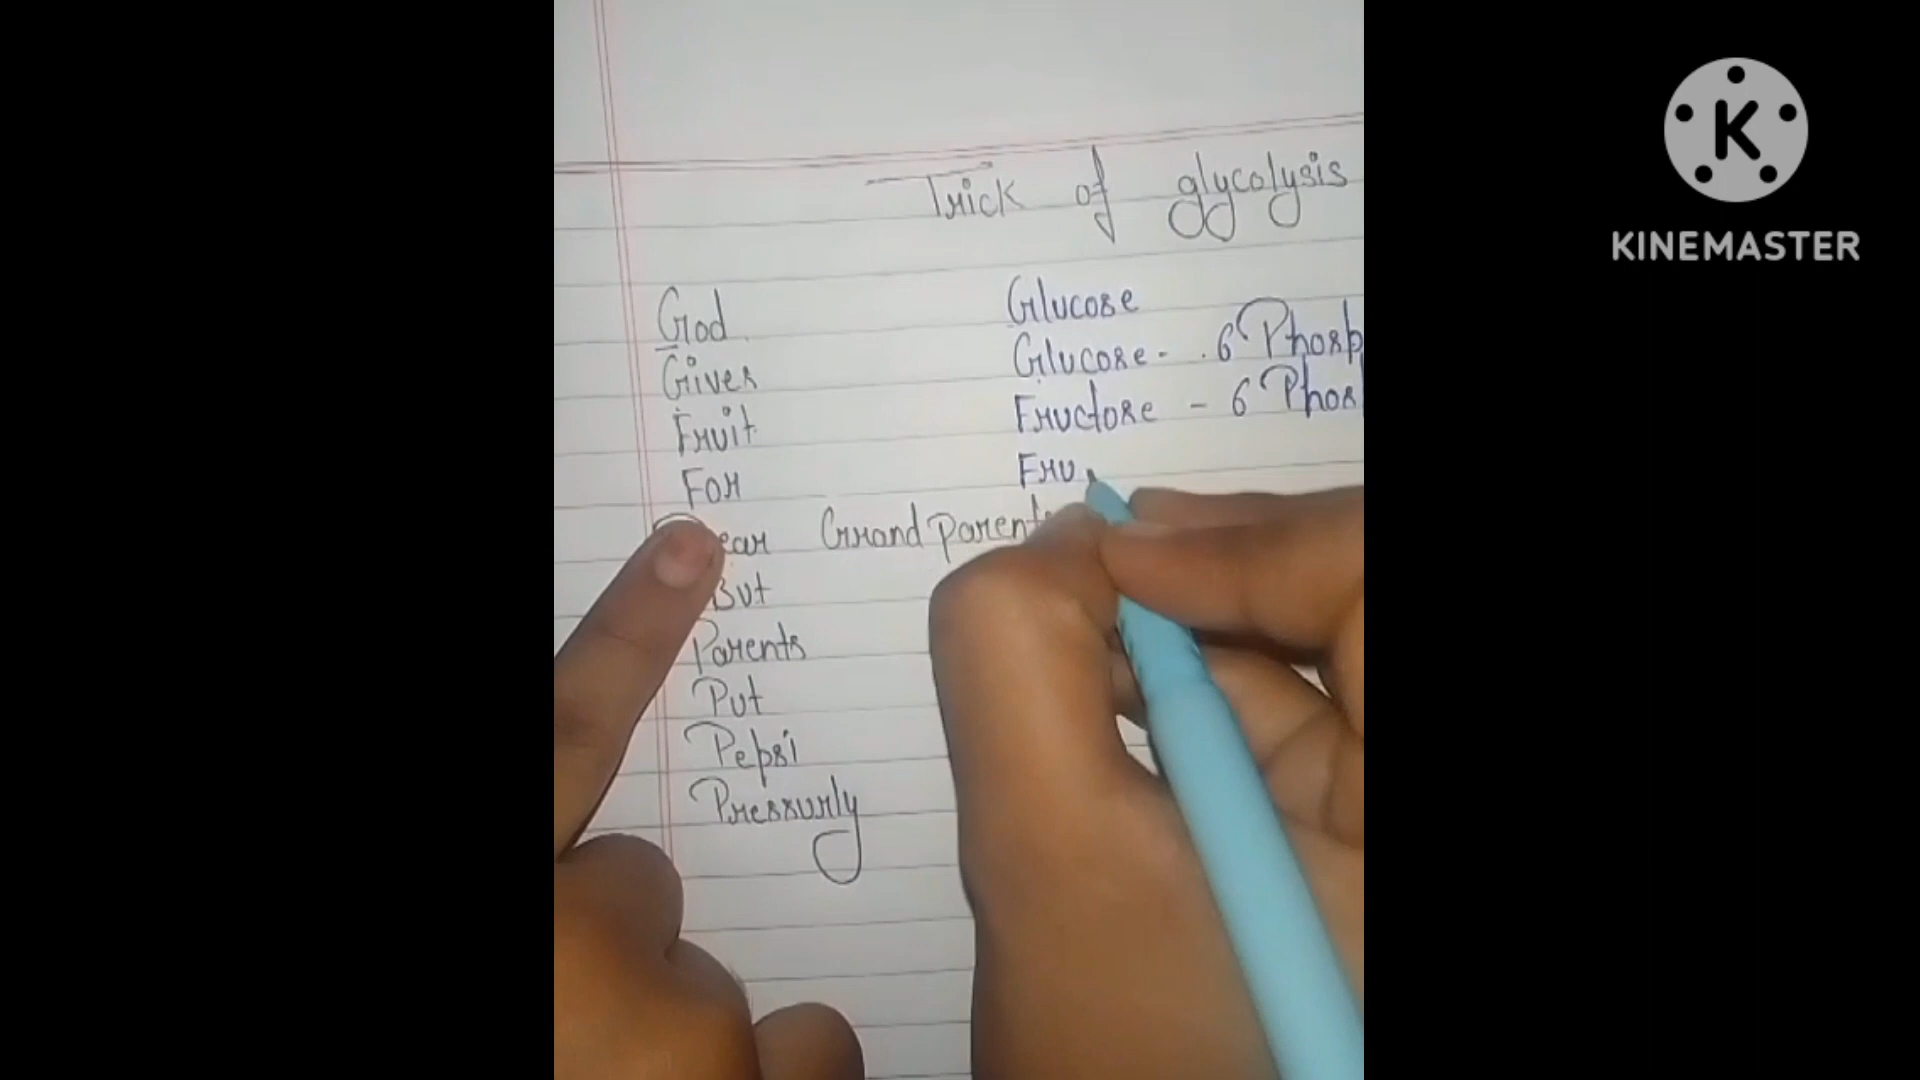 Trick of glycolysis
God Glucose
Gives Glucose - 6 Phosp
Fruit Fructose - 6 Phos
For Fru
ear Grand parents
But
Parents
Put
Pepsi
Pressurly
KINEMASTER